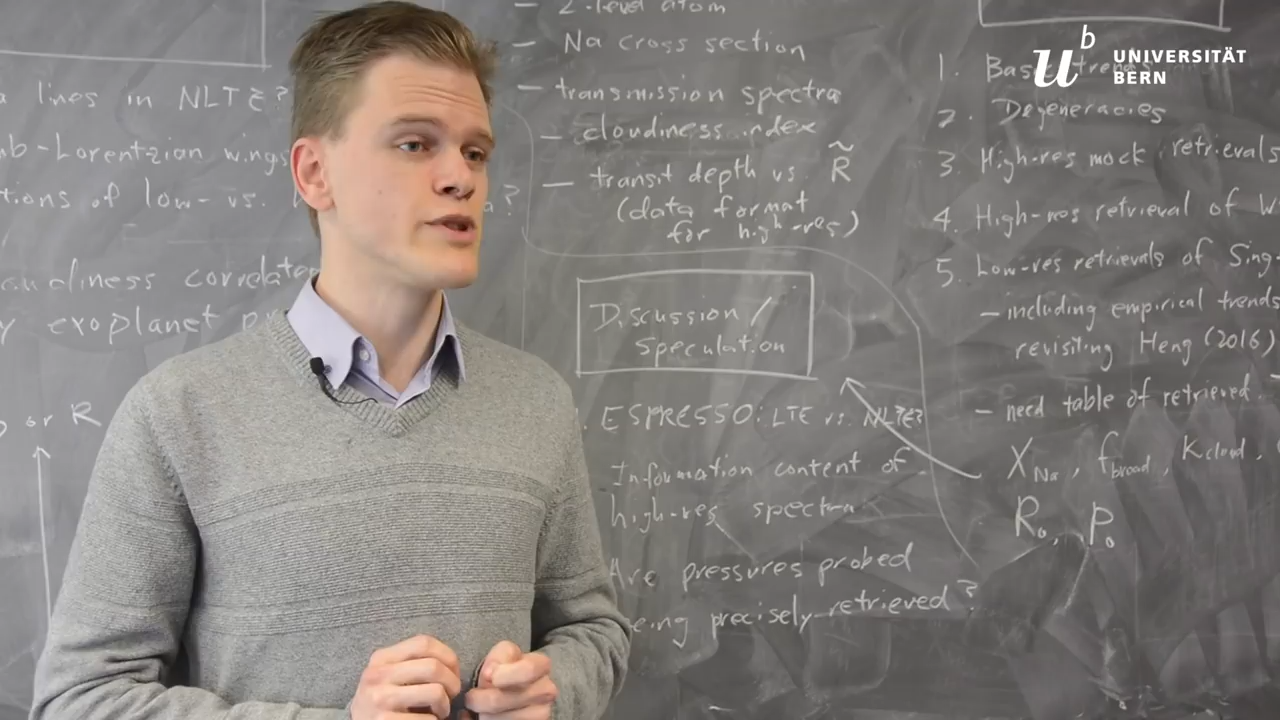 lines in NLTE?
Lorentzian wings
of low- vs.
correlates
exoplanet
or R
- 2-level atom
- Na cross section
- transmission spectra
- cloudiness index
- transit depth vs. R̃
(data format
for high-res)
Discussion /
Speculation
ESPRESSO: LTE vs. NLTE?
Information content of
high-res spectra
Are pressures probed
being precisely retrieved?
1. Basic trends
2. Degeneracies
3. High-res mock retrievals
4. High-res retrieval of W
5. Low-res retrievals of Sing
- including empirical trends
revisiting Heng (2016)
- need table of retrieved
X_Na, f_broad, κ_cloud,
R₀, P₀
u^b UNIVERSITÄT
BERN